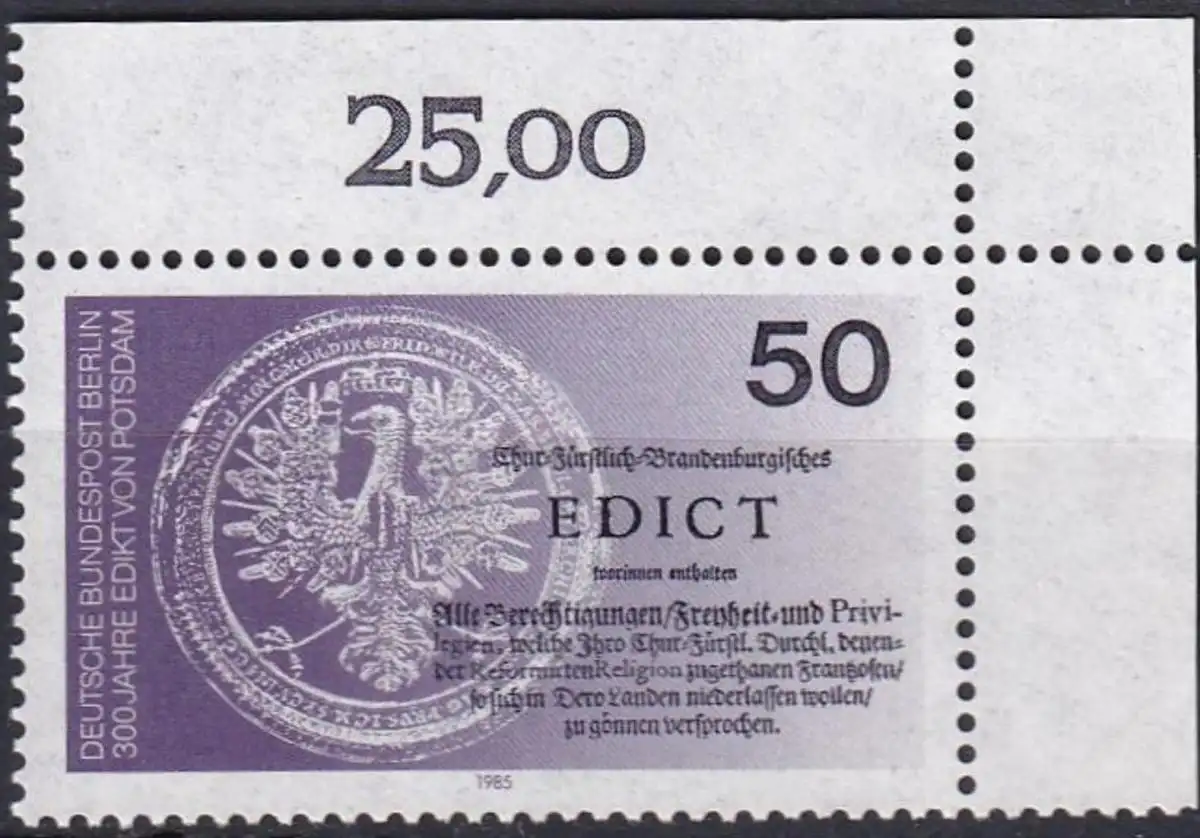 25,00
DEUTSCHE BUNDESPOST BERLIN
300 JAHRE EDIKT VON POTSDAM
50
Chur-Fürstlich-Brandenburgisches
EDICT
worinnen enthalten
Alle Berechtigungen/Freyheit-und Privi-
legien, welche Ihro Chur-Fürstl. Durchl. denen-
der Reformirten Religion zugethanen Frantzosen/
so sich in Dero Landen niederlassen wollen/
zu gönnen versprochen.
1985